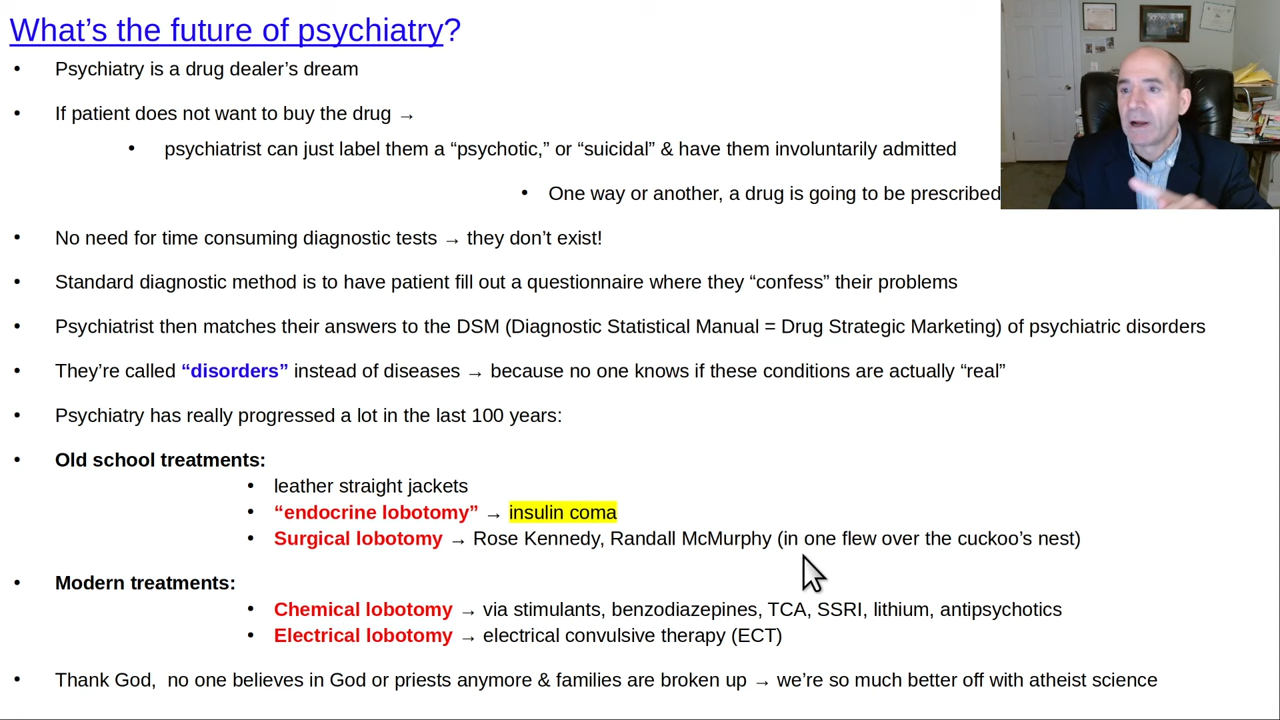 What's the future of psychiatry?
• Psychiatry is a drug dealer's dream
• If patient does not want to buy the drug →
• psychiatrist can just label them a “psychotic,” or “suicidal” & have them involuntarily admitted
• One way or another, a drug is going to be prescribed
• No need for time consuming diagnostic tests → they don't exist!
• Standard diagnostic method is to have patient fill out a questionnaire where they “confess” their problems
• Psychiatrist then matches their answers to the DSM (Diagnostic Statistical Manual = Drug Strategic Marketing) of psychiatric disorders
• They're called “disorders” instead of diseases → because no one knows if these conditions are actually “real”
• Psychiatry has really progressed a lot in the last 100 years:
• Old school treatments:
• leather straight jackets
• “endocrine lobotomy” → insulin coma
• Surgical lobotomy → Rose Kennedy, Randall McMurphy (in one flew over the cuckoo's nest)
• Modern treatments:
• Chemical lobotomy → via stimulants, benzodiazepines, TCA, SSRI, lithium, antipsychotics
• Electrical lobotomy → electrical convulsive therapy (ECT)
• Thank God,  no one believes in God or priests anymore & families are broken up → we're so much better off with atheist science